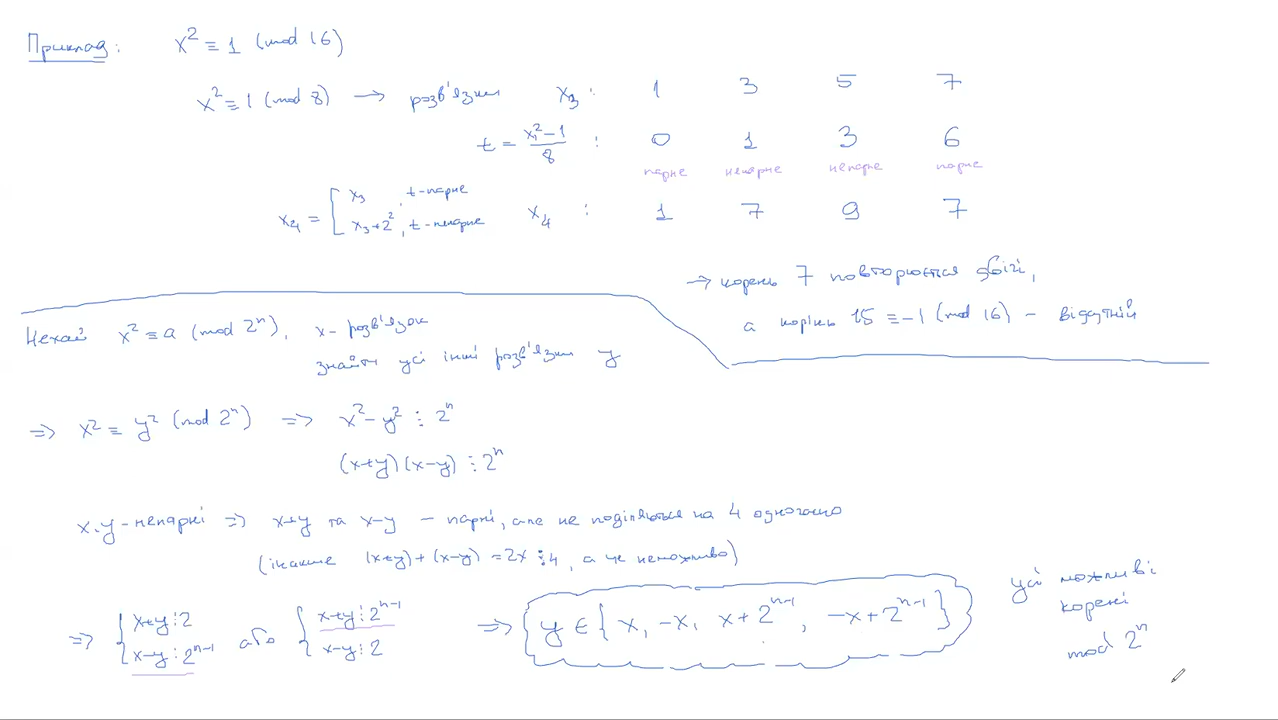 Приклад: x² ≡ 1 (mod 16)
x² ≡ 1 (mod 8) → розв'язки x₃: 1 3 5 7
t = (x₁² − 1)/8 : 0 1 3 6
парне непарне непарне парне
x₄ = [ x₃, t-парне
x₃+2², t-непарне
x₄ : 1 7 9 7
→ корень 7 повторюється двічі,
а корінь 15 ≡ −1 (mod 16) – відсутній
Нехай x² ≡ a (mod 2ⁿ), x – розв'язок
знайти усі інші розв'язки y
=> x² ≡ y² (mod 2ⁿ) => x² − y² ⋮ 2ⁿ
(x+y)(x−y) ⋮ 2ⁿ
x, y – непарні => x+y та x−y – парні, але не поділяються на 4 одночасно
(інакше (x+y)+(x−y) = 2x ⋮ 4, а це неможливо)
=> { x+y ⋮ 2
x−y ⋮ 2ⁿ⁻¹ або { x+y ⋮ 2ⁿ⁻¹
x−y ⋮ 2
=> y ∈ { x, −x, x + 2ⁿ⁻¹, −x + 2ⁿ⁻¹ }
усі можливі
корені
mod 2ⁿ